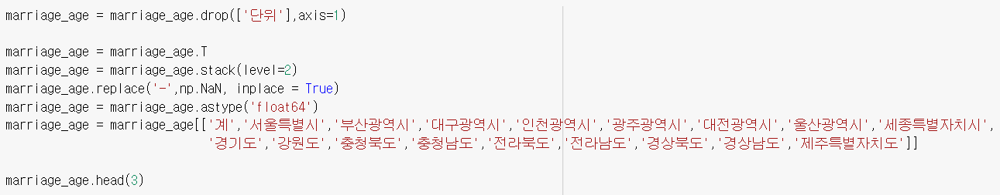 marriage_age = marriage_age.drop(['단위'],axis=1)
marriage_age = marriage_age.T
marriage_age = marriage_age.stack(level=2)
marriage_age.replace('-',np.NaN, inplace = True)
marriage_age = marriage_age.astype('float64')
marriage_age = marriage_age[['계','서울특별시','부산광역시','대구광역시','인천광역시','광주광역시','대전광역시','울산광역시','세종특별자치시',
'경기도','강원도','충청북도','충청남도','전라북도','전라남도','경상북도','경상남도','제주특별자치도']]
marriage_age.head(3)